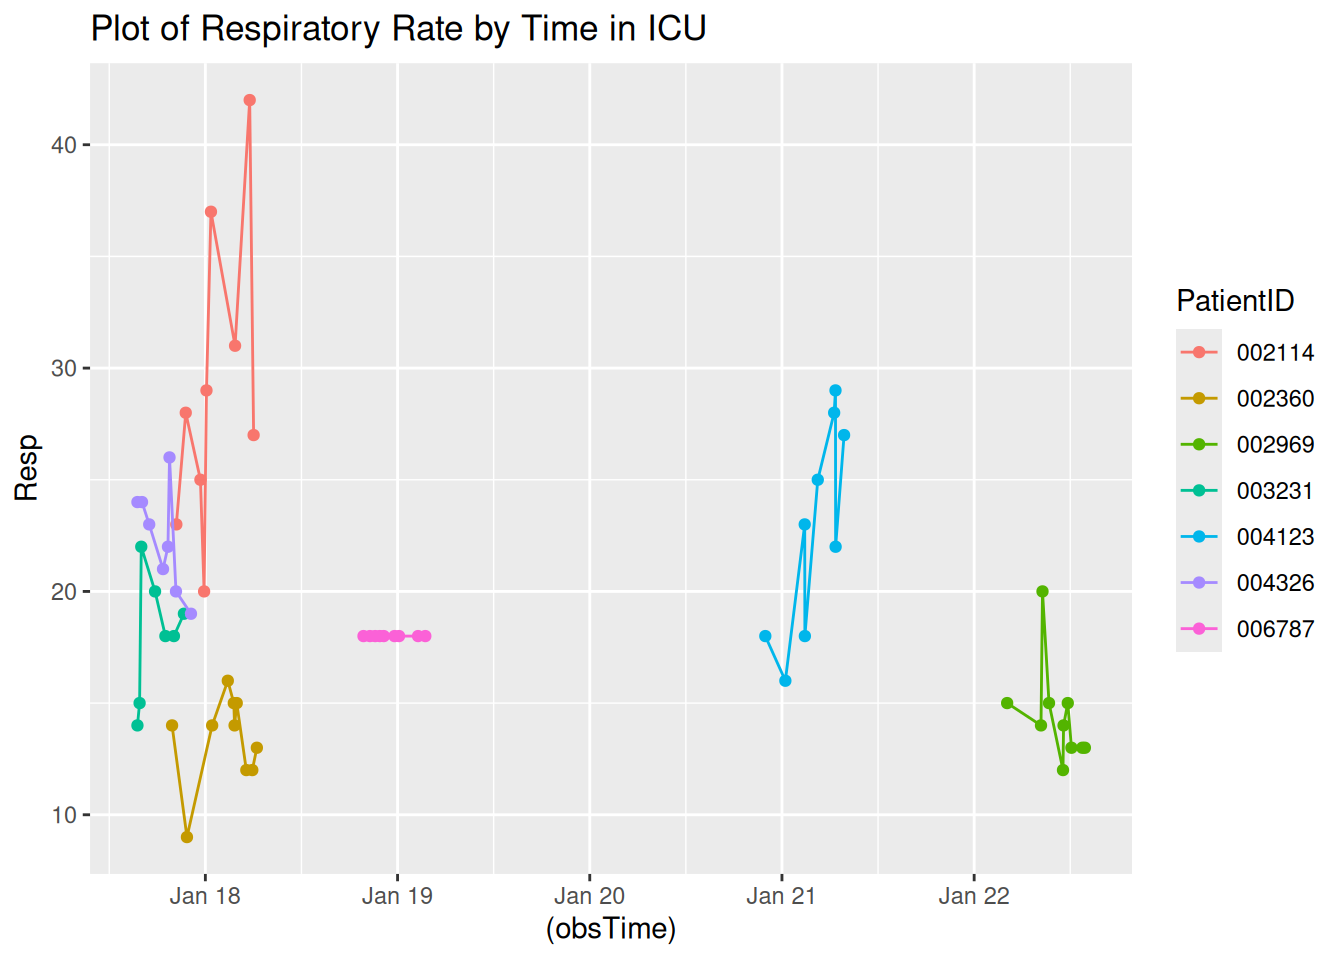 Plot of Respiratory Rate by Time in ICU
40
30
20
10
Resp
Jan 18 Jan 19 Jan 20 Jan 21 Jan 22
(obsTime)
PatientID
002114
002360
002969
003231
004123
004326
006787